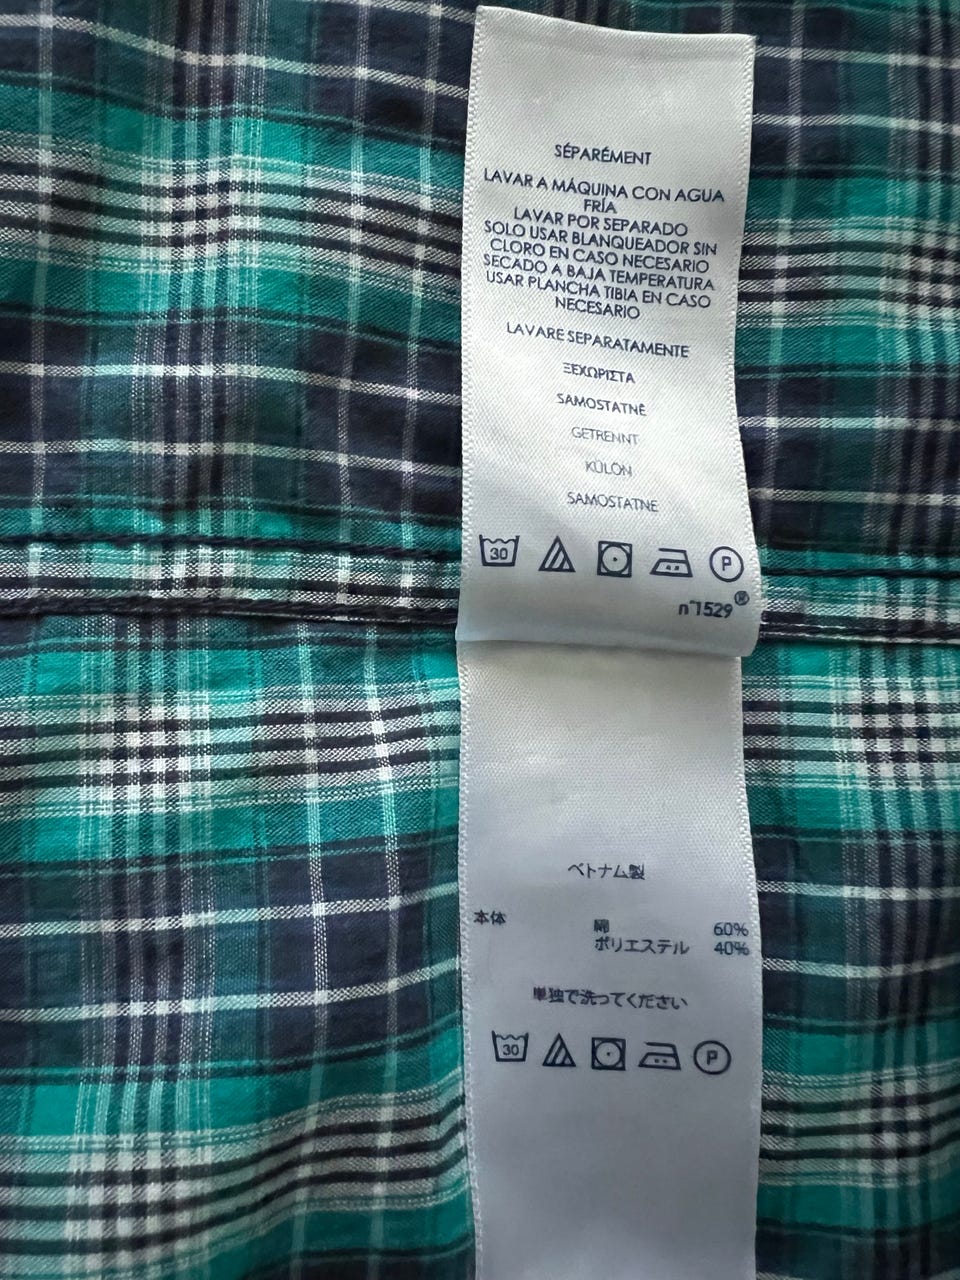 SÉPARÉMENT
LAVAR A MÁQUINA CON AGUA
FRÍA
LAVAR POR SEPARADO
SOLO USAR BLANQUEADOR SIN
CLORO EN CASO NECESARIO
SECADO A BAJA TEMPERATURA
USAR PLANCHA TIBIA EN CASO
NECESARIO
LAVARE SEPARATAMENTE
ΞΕΧΩΡΙΣΤΑ
SAMOSTATNĚ
GETRENNT
KÜLÖN
SAMOSTATNE
30 P
n°1529®
ベトナム製
本体 綿 60%
ポリエステル 40%
単独で洗ってください
30 P